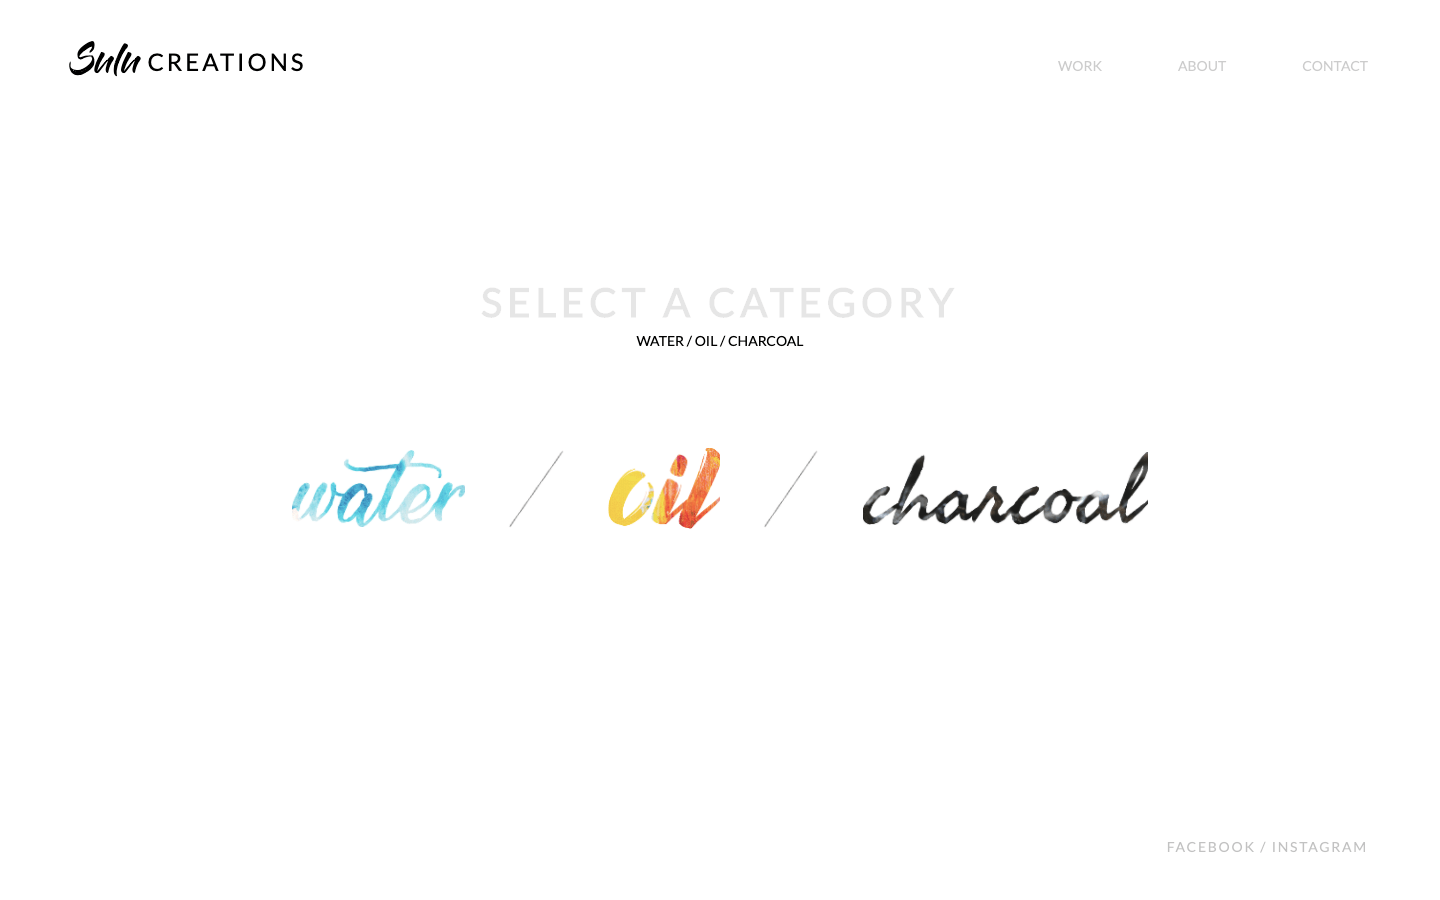 Sulu CREATIONS
WORK ABOUT CONTACT
SELECT A CATEGORY
WATER / OIL / CHARCOAL
water / oil / charcoal
FACEBOOK / INSTAGRAM